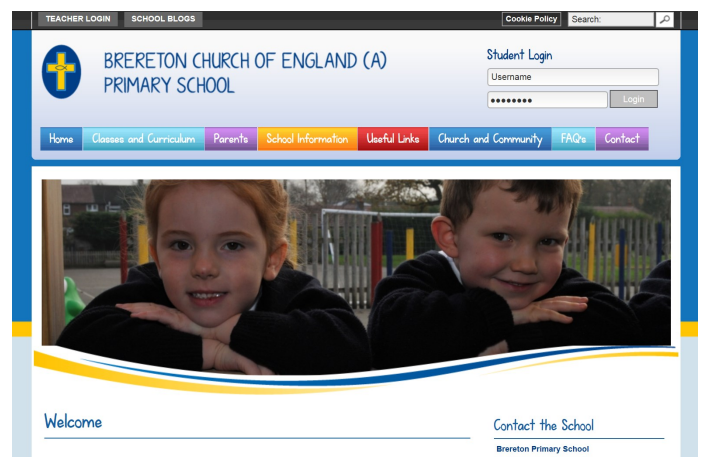 TEACHER LOGIN SCHOOL BLOGS Cookie Policy Search:
BRERETON CHURCH OF ENGLAND (A)
PRIMARY SCHOOL
Student Login
Username
●●●●●●●●
Login
Home Classes and Curriculum Parents School Information Useful Links Church and Community FAQ's Contact
Welcome
Contact the School
Brereton Primary School